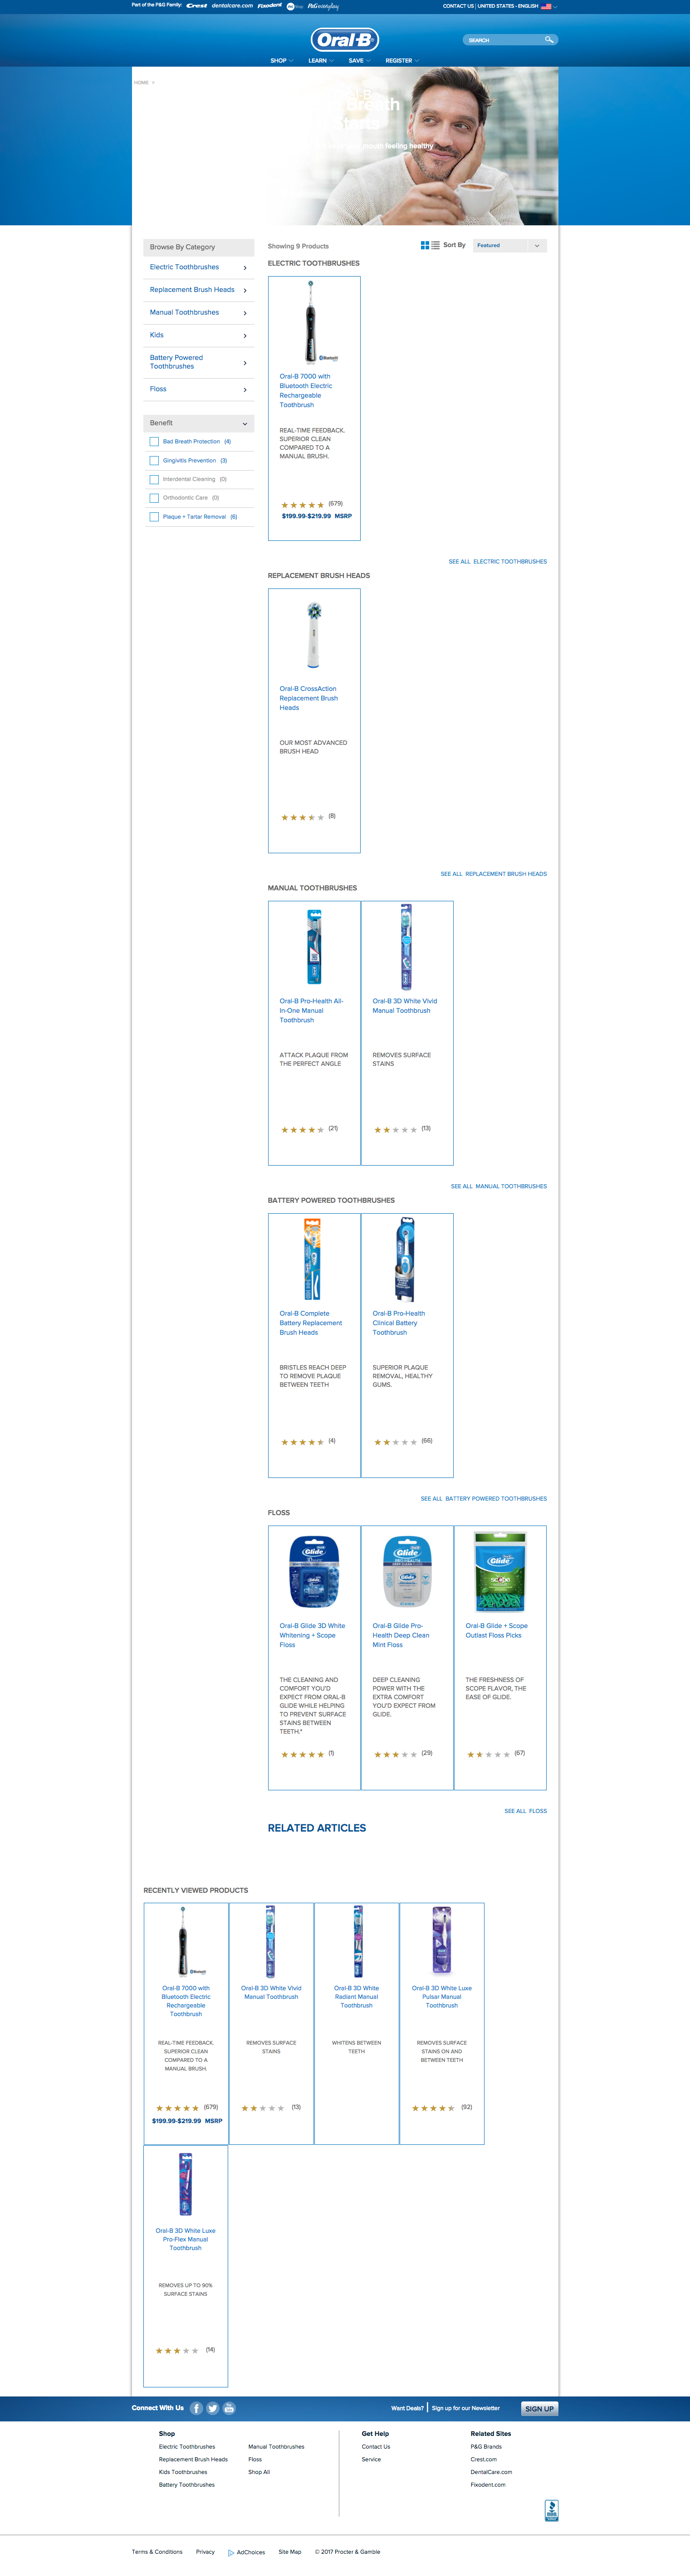 Part of the P&G Family: Crest dentalcare.com Fixodent P&G everyday
CONTACT US | UNITED STATES - ENGLISH
Oral-B
SEARCH
SHOP LEARN SAVE REGISTER
HOME >
Breath
mouth feeling healthy
Browse By Category
Electric Toothbrushes
Replacement Brush Heads
Manual Toothbrushes
Kids
Battery Powered
Toothbrushes
Floss
Benefit
Bad Breath Protection (4)
Gingivitis Prevention (3)
Interdental Cleaning (0)
Orthodontic Care (0)
Plaque + Tartar Removal (6)
Showing 9 Products
Sort By Featured
ELECTRIC TOOTHBRUSHES
Bluetooth
Oral-B 7000 with
Bluetooth Electric
Rechargeable
Toothbrush
REAL-TIME FEEDBACK.
SUPERIOR CLEAN
COMPARED TO A
MANUAL BRUSH.
(679)
$199.99-$219.99 MSRP
SEE ALL ELECTRIC TOOTHBRUSHES
REPLACEMENT BRUSH HEADS
Oral-B CrossAction
Replacement Brush
Heads
OUR MOST ADVANCED
BRUSH HEAD
(8)
SEE ALL REPLACEMENT BRUSH HEADS
MANUAL TOOTHBRUSHES
Oral-B Pro-Health All-
In-One Manual
Toothbrush
ATTACK PLAQUE FROM
THE PERFECT ANGLE
(21)
Oral-B 3D White Vivid
Manual Toothbrush
REMOVES SURFACE
STAINS
(13)
SEE ALL MANUAL TOOTHBRUSHES
BATTERY POWERED TOOTHBRUSHES
Oral-B Complete
Battery Replacement
Brush Heads
BRISTLES REACH DEEP
TO REMOVE PLAQUE
BETWEEN TEETH
(4)
Oral-B Pro-Health
Clinical Battery
Toothbrush
SUPERIOR PLAQUE
REMOVAL, HEALTHY
GUMS.
(66)
SEE ALL BATTERY POWERED TOOTHBRUSHES
FLOSS
Glide
Oral-B Glide 3D White
Whitening + Scope
Floss
THE CLEANING AND
COMFORT YOU'D
EXPECT FROM ORAL-B
GLIDE WHILE HELPING
TO PREVENT SURFACE
STAINS BETWEEN
TEETH.*
(1)
Glide
Oral-B Glide Pro-
Health Deep Clean
Mint Floss
DEEP CLEANING
POWER WITH THE
EXTRA COMFORT
YOU'D EXPECT FROM
GLIDE.
(29)
Glide
scope
Oral-B Glide + Scope
Outlast Floss Picks
THE FRESHNESS OF
SCOPE FLAVOR, THE
EASE OF GLIDE.
(67)
SEE ALL FLOSS
RELATED ARTICLES
RECENTLY VIEWED PRODUCTS
Bluetooth
Oral-B 7000 with
Bluetooth Electric
Rechargeable
Toothbrush
REAL-TIME FEEDBACK.
SUPERIOR CLEAN
COMPARED TO A
MANUAL BRUSH.
(679)
$199.99-$219.99 MSRP
Oral-B 3D White Vivid
Manual Toothbrush
REMOVES SURFACE
STAINS
(13)
Oral-B 3D White
Radiant Manual
Toothbrush
WHITENS BETWEEN
TEETH
Oral-B 3D White Luxe
Pulsar Manual
Toothbrush
REMOVES SURFACE
STAINS ON AND
BETWEEN TEETH
(92)
Oral-B 3D White Luxe
Pro-Flex Manual
Toothbrush
REMOVES UP TO 90%
SURFACE STAINS
(14)
Connect With Us
Want Deals? Sign up for our Newsletter
SIGN UP
Shop
Electric Toothbrushes
Replacement Brush Heads
Kids Toothbrushes
Battery Toothbrushes
Manual Toothbrushes
Floss
Shop All
Get Help
Contact Us
Service
Related Sites
P&G Brands
Crest.com
DentalCare.com
Fixodent.com
BBB
Terms & Conditions Privacy AdChoices Site Map © 2017 Procter & Gamble